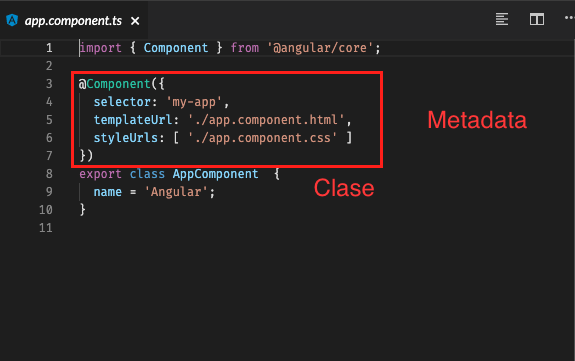 app.component.ts
1 import { Component } from '@angular/core';
2
3 @Component({
4 selector: 'my-app',
5 templateUrl: './app.component.html',
6 styleUrls: [ './app.component.css' ]
7 })
8 export class AppComponent  {
9 name = 'Angular';
10 }
11
Metadata
Clase